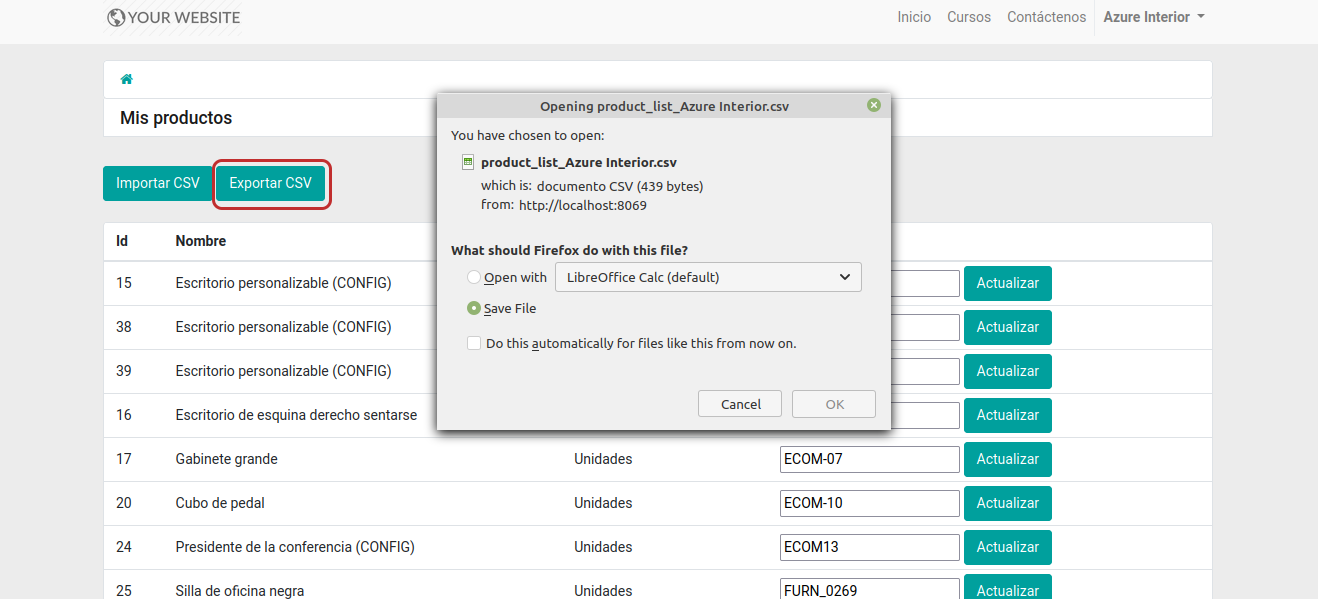 YOUR WEBSITE
Inicio Cursos Contáctenos Azure Interior
Mis productos
Importar CSV Exportar CSV
Opening product_list_Azure Interior.csv
You have chosen to open:
product_list_Azure Interior.csv
which is: documento CSV (439 bytes)
from: http://localhost:8069
What should Firefox do with this file?
Open with LibreOffice Calc (default)
Save File
Do this automatically for files like this from now on.
Cancel OK
Id Nombre
15 Escritorio personalizable (CONFIG) Actualizar
38 Escritorio personalizable (CONFIG) Actualizar
39 Escritorio personalizable (CONFIG) Actualizar
16 Escritorio de esquina derecho sentarse Actualizar
17 Gabinete grande Unidades ECOM-07 Actualizar
20 Cubo de pedal Unidades ECOM-10 Actualizar
24 Presidente de la conferencia (CONFIG) Unidades ECOM13 Actualizar
25 Silla de oficina negra Unidades FURN_0269 Actualizar